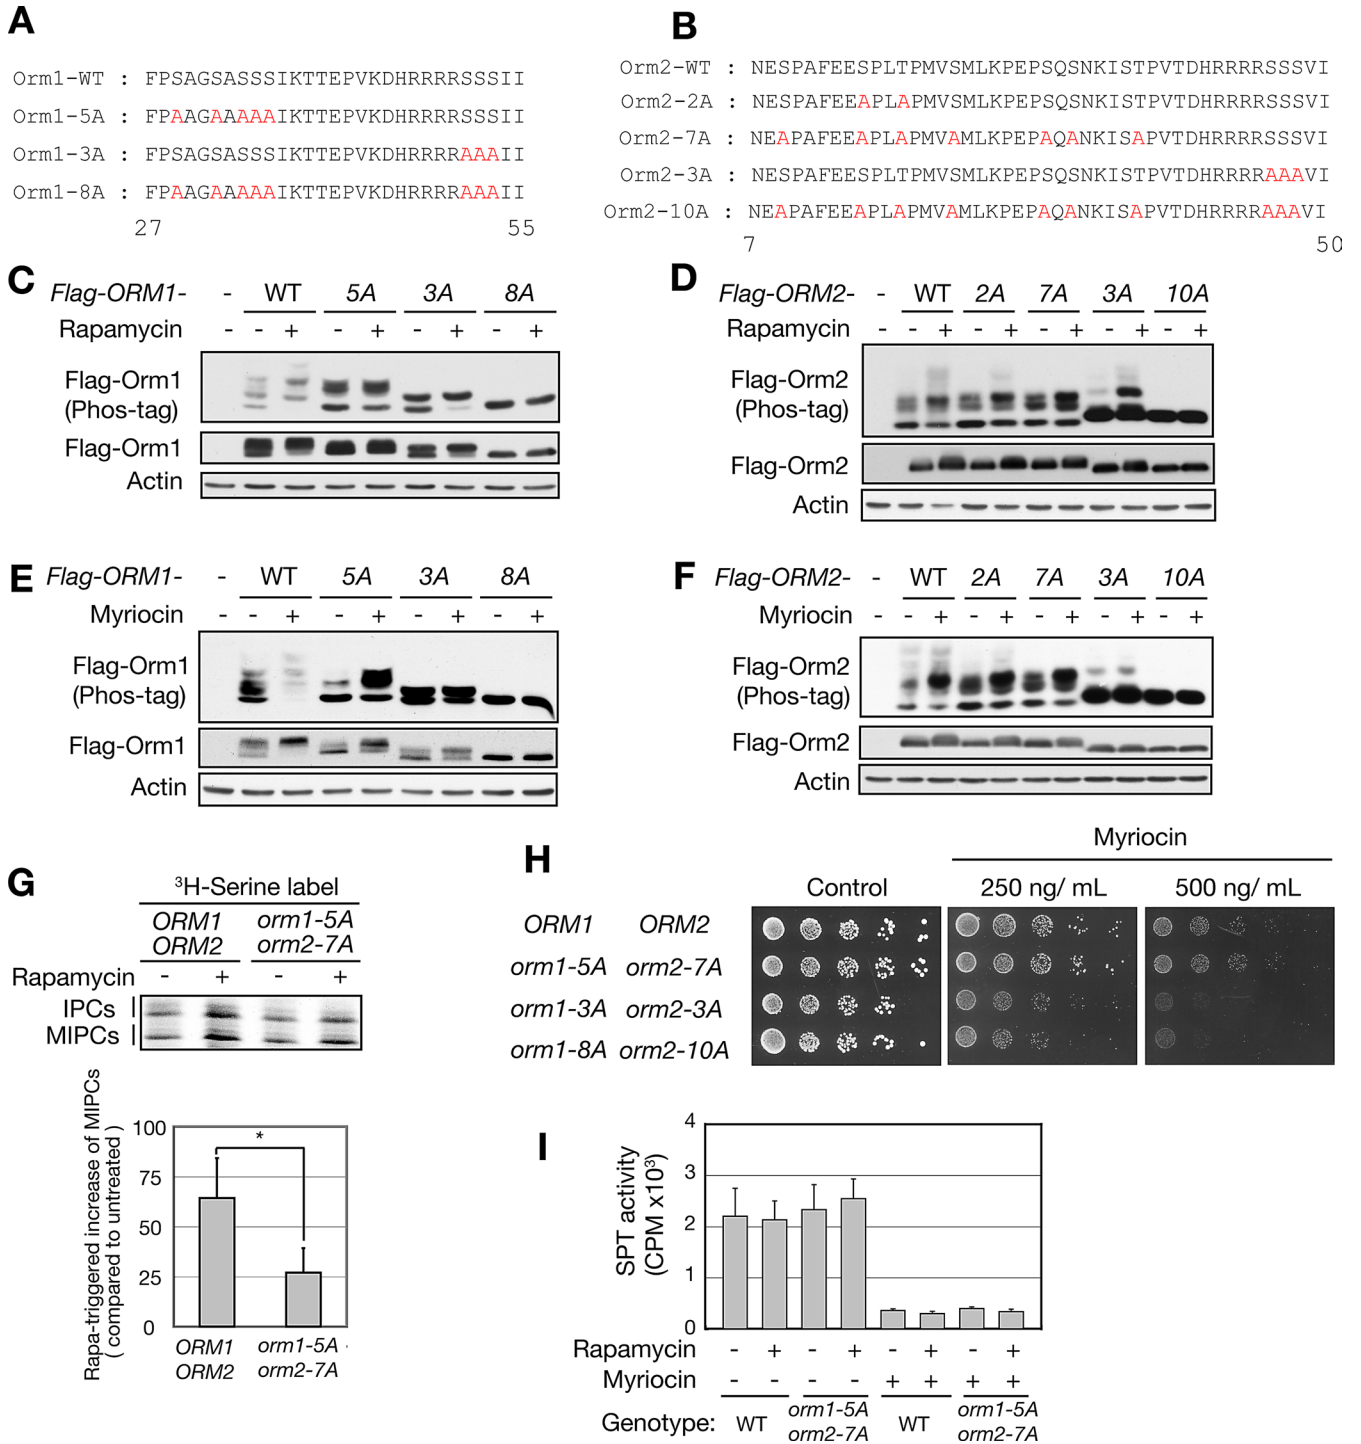 A
Orm1-WT : FPSAGSASSSIKTTEPVKDHRRRRSSSII
Orm1-5A : FPAAGAAAAAIKTTEPVKDHRRRRSSSII
Orm1-3A : FPSAGSASSSIKTTEPVKDHRRRRAAAII
Orm1-8A : FPAAGAAAAAIKTTEPVKDHRRRRAAAII
27 55
B
Orm2-WT : NESPAFEESPLTPMVSMLKPEPSQSNKISTPVTDHRRRRSSSVI
Orm2-2A : NESPAFEEAPLAPMVSMLKPEPSQSNKISTPVTDHRRRRSSSVI
Orm2-7A : NEAPAFEEAPLAPMVAMLKPEPAQANKISAPVTDHRRRRSSSVI
Orm2-3A : NESPAFEESPLTPMVSMLKPEPSQSNKISTPVTDHRRRRAAAVI
Orm2-10A : NEAPAFEEAPLAPMVAMLKPEPAQANKISAPVTDHRRRRAAAVI
7 50
C
Flag-ORM1- - WT 5A 3A 8A
Rapamycin - - + - + - + - +
Flag-Orm1
(Phos-tag)
Flag-Orm1
Actin
D
Flag-ORM2- - WT 2A 7A 3A 10A
Rapamycin - - + - + - + - + - +
Flag-Orm2
(Phos-tag)
Flag-Orm2
Actin
E
Flag-ORM1- - WT 5A 3A 8A
Myriocin - - + - + - + - +
Flag-Orm1
(Phos-tag)
Flag-Orm1
Actin
F
Flag-ORM2- - WT 2A 7A 3A 10A
Myriocin - - + - + - + - + - +
Flag-Orm2
(Phos-tag)
Flag-Orm2
Actin
G
³H-Serine label
ORM1 orm1-5A
ORM2 orm2-7A
Rapamycin - + - +
IPCs
MIPCs
Rapa-triggered increase of MIPCs
( compared to untreated )
100
75
50
25
0
*
ORM1 orm1-5A
ORM2 orm2-7A
H
Myriocin
Control 250 ng/ mL 500 ng/ mL
ORM1 ORM2
orm1-5A orm2-7A
orm1-3A orm2-3A
orm1-8A orm2-10A
I
SPT activity
(CPM x10³)
4
3
2
1
0
Rapamycin - + - + - + - +
Myriocin - - - - + + + +
Genotype: WT orm1-5A WT orm1-5A
orm2-7A orm2-7A